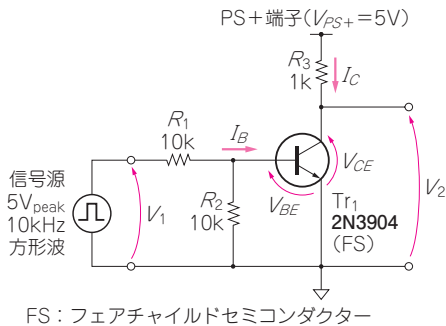 PS＋端子(VPS+＝5V)
R3
1k
IC
R1
10k
IB
信号源
5Vpeak
10kHz
方形波
V1
R2
10k
VBE
VCE
Tr1
2N3904
(FS)
V2
FS：フェアチャイルドセミコンダクター